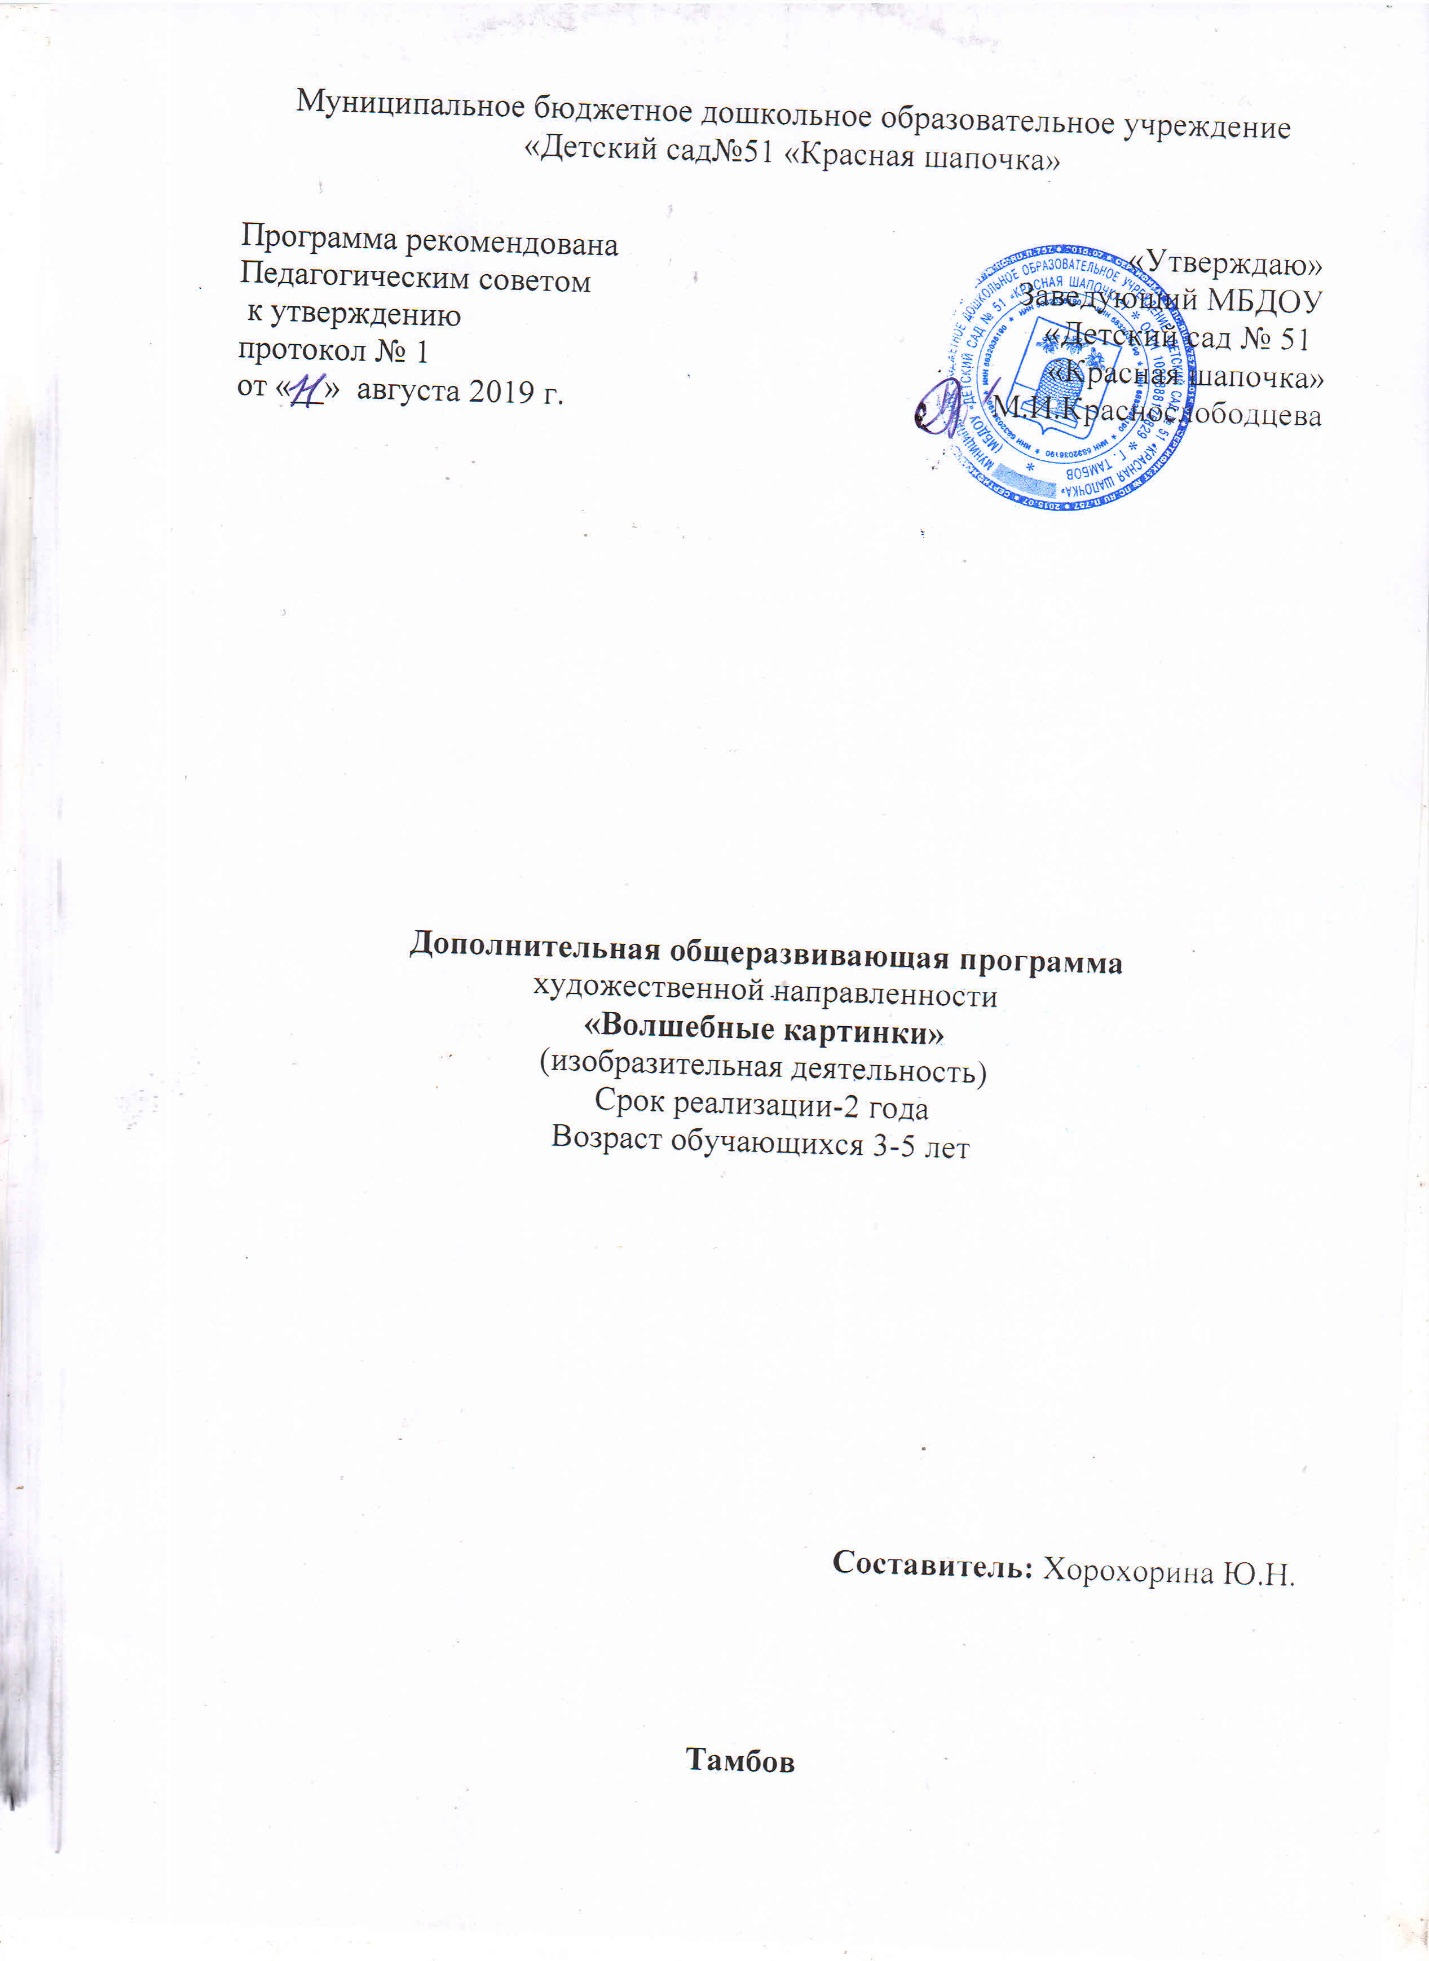 Муниципальное бюджетное дошкольное образовательное учреждение
«Детский сад№51 «Красная шапочка»
Программа рекомендована
Педагогическим советом
к утверждению
протокол № 1
от « » августа 2019 г.
«Утверждаю»
Заведующий МБДОУ
«Детский сад № 51
«Красная шапочка»
М.И.Краснослободцева
Дополнительная общеразвивающая программа
художественной направленности
«Волшебные картинки»
(изобразительная деятельность)
Срок реализации-2 года
Возраст обучающихся 3-5 лет
Составитель: Хорохорина Ю.Н.
Тамбов